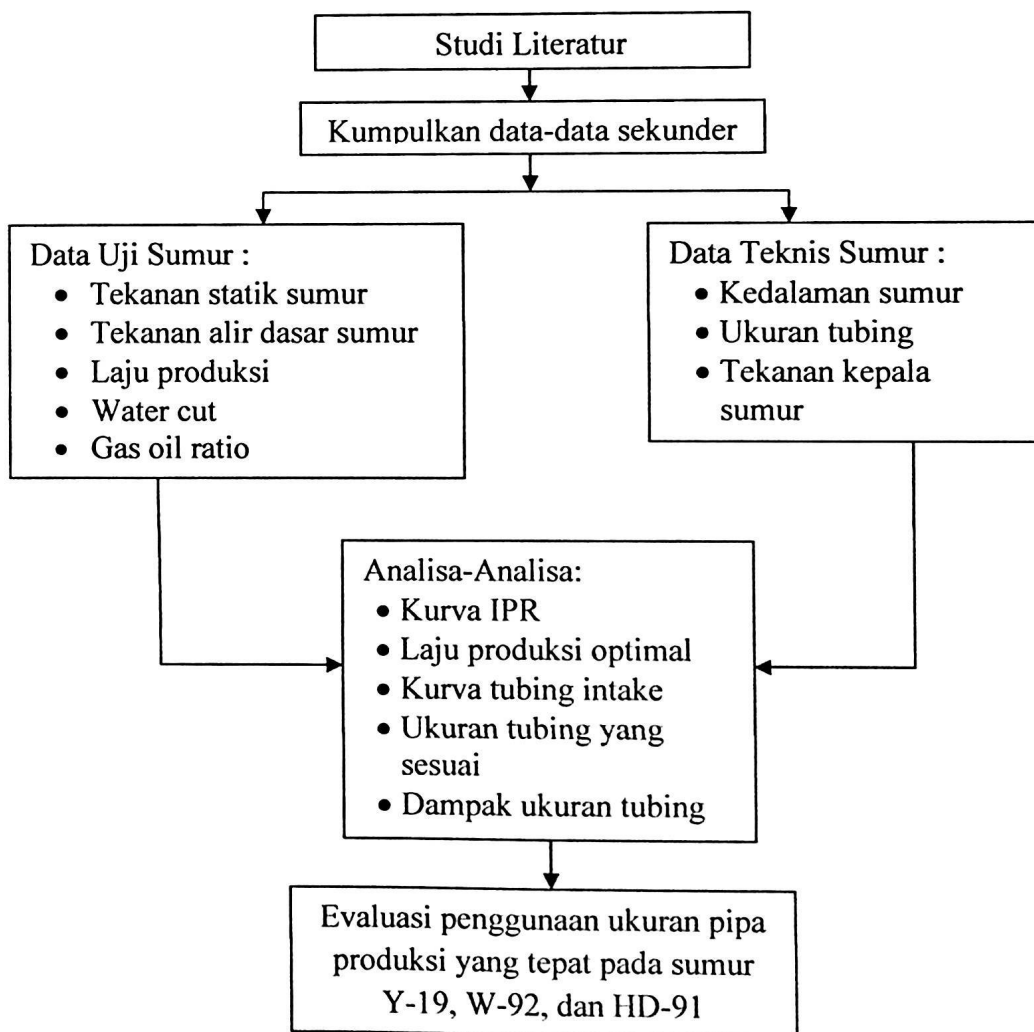 Studi Literatur
Kumpulkan data-data sekunder
Data Uji Sumur :
• Tekanan statik sumur
• Tekanan alir dasar sumur
• Laju produksi
• Water cut
• Gas oil ratio
Data Teknis Sumur :
• Kedalaman sumur
• Ukuran tubing
• Tekanan kepala
sumur
Analisa-Analisa:
• Kurva IPR
• Laju produksi optimal
• Kurva tubing intake
• Ukuran tubing yang
sesuai
• Dampak ukuran tubing
Evaluasi penggunaan ukuran pipa
produksi yang tepat pada sumur
Y-19, W-92, dan HD-91